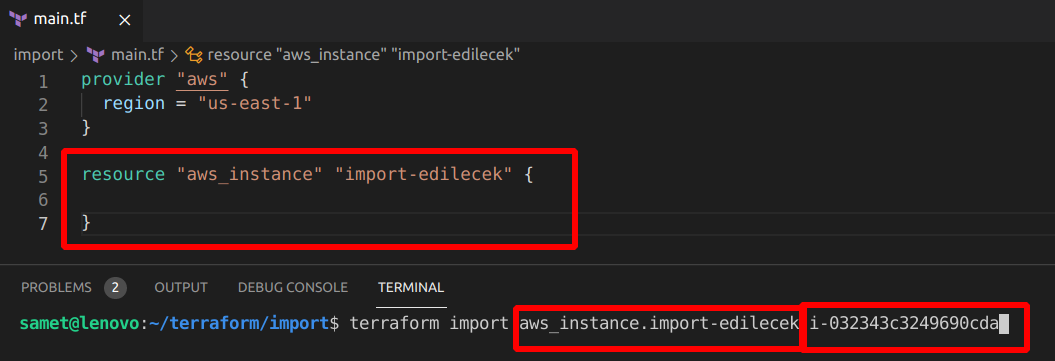 main.tf ×
import > main.tf > resource "aws_instance" "import-edilecek"
1 provider "aws" {
2 region = "us-east-1"
3 }
4
5 resource "aws_instance" "import-edilecek" {
6
7 }
PROBLEMS 2 OUTPUT DEBUG CONSOLE TERMINAL
samet@lenovo:~/terraform/import$ terraform import aws_instance.import-edilecek i-032343c3249690cda